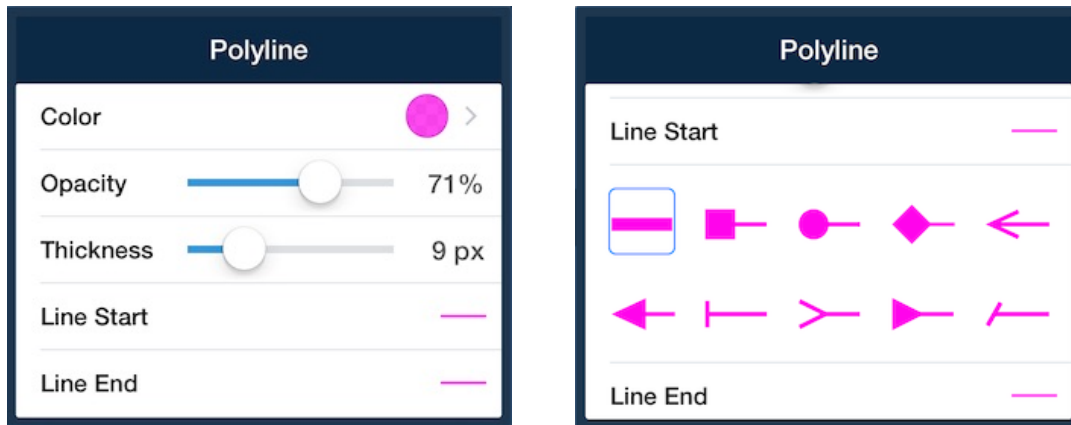 Polyline
Color
Opacity 71%
Thickness 9 px
Line Start
Line End
Polyline
Line Start
Line End